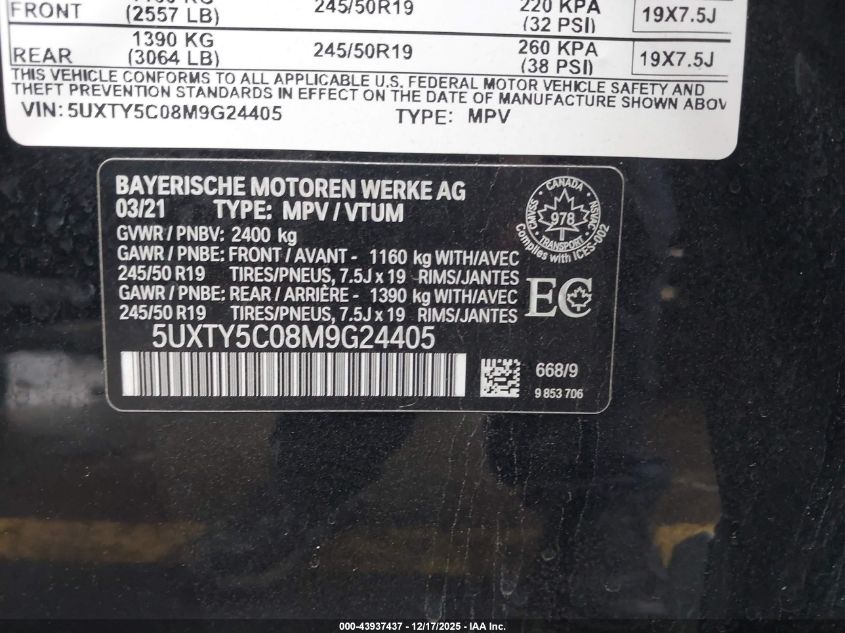 FRONT (2557 LB) 245/50R19 220 KPA (32 PSI) 19X7.5J
REAR 1390 KG (3064 LB) 245/50R19 260 KPA (38 PSI) 19X7.5J
THIS VEHICLE CONFORMS TO ALL APPLICABLE U.S. FEDERAL MOTOR VEHICLE SAFETY AND
THEFT PREVENTION STANDARDS IN EFFECT ON THE DATE OF MANUFACTURE SHOWN ABOV
VIN: 5UXTY5C08M9G24405 TYPE: MPV
BAYERISCHE MOTOREN WERKE AG
03/21 TYPE: MPV / VTUM
GVWR / PNBV: 2400 kg
GAWR / PNBE: FRONT / AVANT - 1160 kg WITH/AVEC
245/50 R19 TIRES/PNEUS, 7.5J x 19 RIMS/JANTES
GAWR / PNBE: REAR / ARRIÈRE - 1390 kg WITH/AVEC
245/50 R19 TIRES/PNEUS, 7.5J x 19 RIMS/JANTES
5UXTY5C08M9G24405
CANADA
CMVSS NSVAC
978
TRANSPORT
Complies with ICES-002
EC
668/9
9 853 706
000-43937437 - 12/17/2025 - IAA Inc.